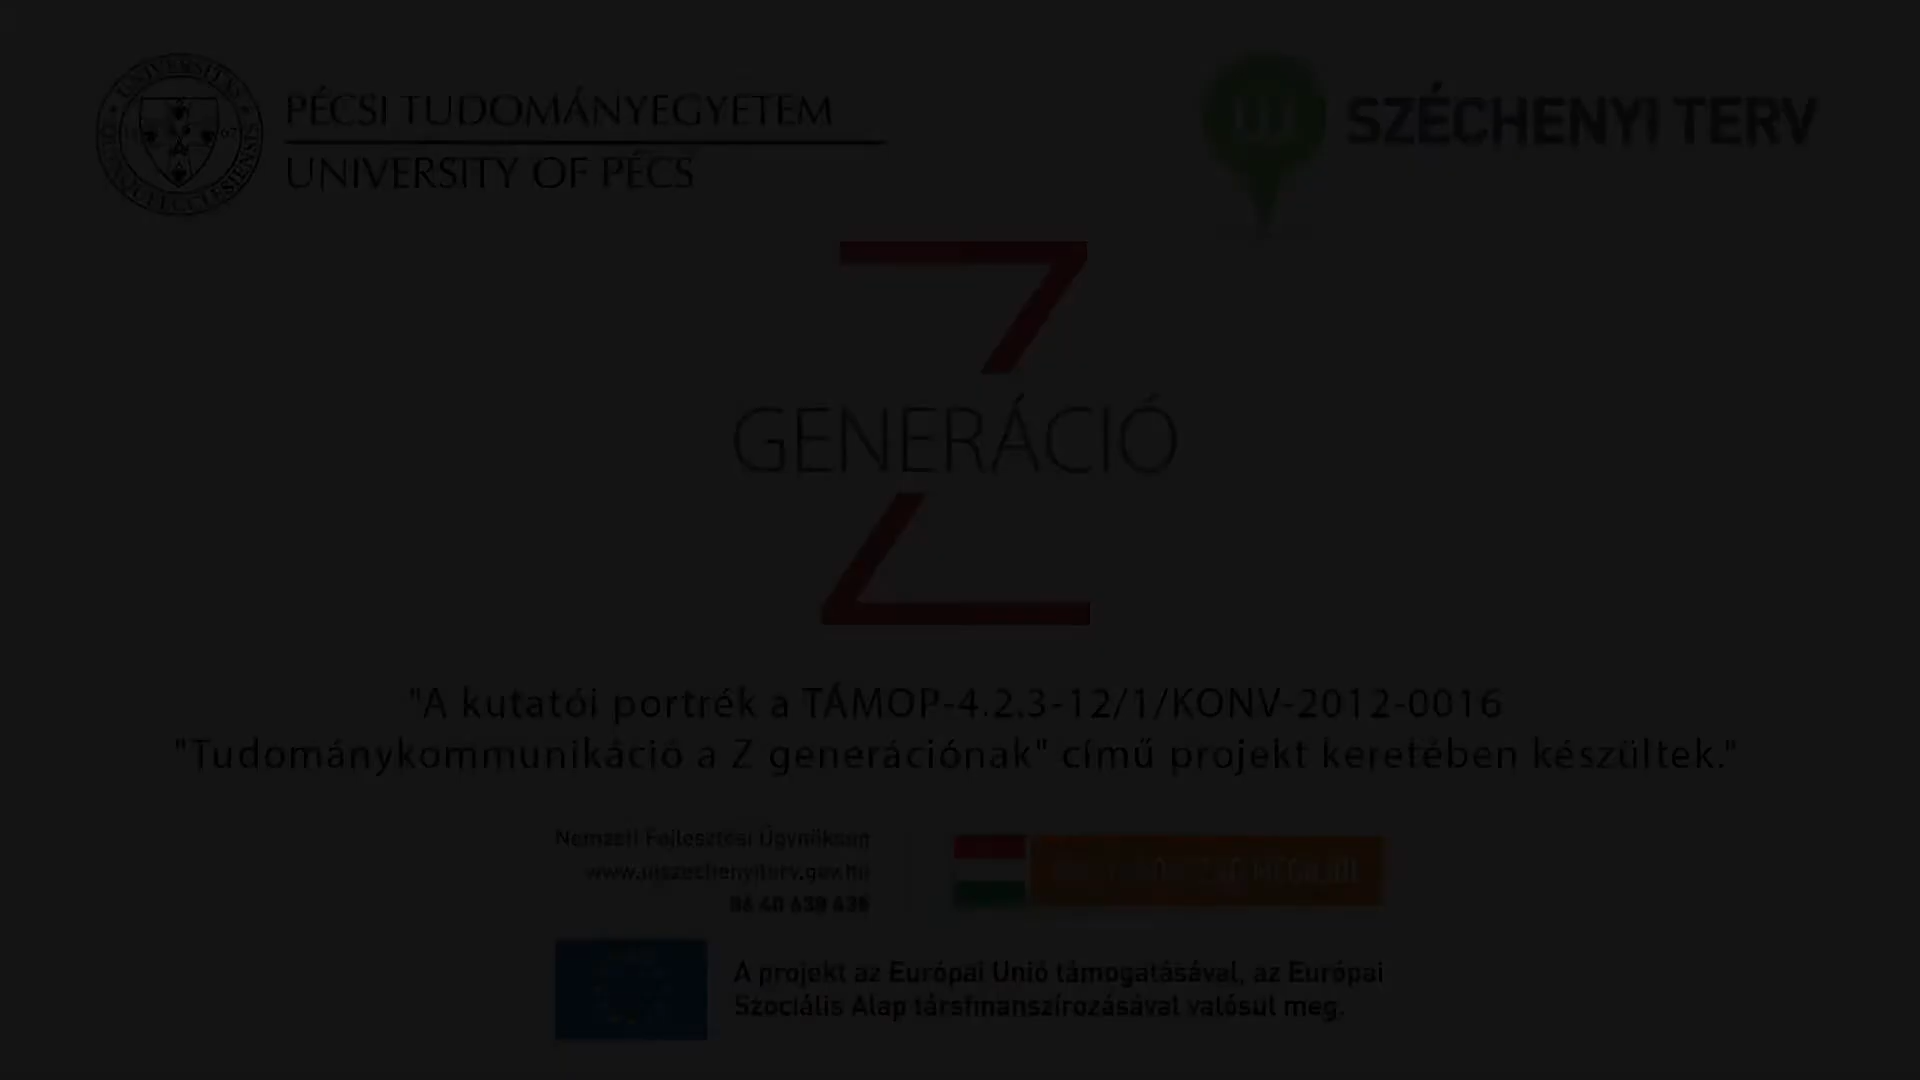 PÉCSI TUDOMÁNYEGYETEM
UNIVERSITY OF PÉCS
SZÉCHENYI TERV
GENERÁCIÓ
"A kutatói portrék a TÁMOP-4.2.3-12/1/KONV-2012-0016
"Tudománykommunikáció a Z generációnak" című projekt keretében készültek."
Nemzeti Fejlesztési Ügynökség
www.ujszechenyiterv.gov.hu
06 40 638 638
A projekt az Európai Unió támogatásával, az Európai
Szociális Alap társfinanszírozásával valósul meg.